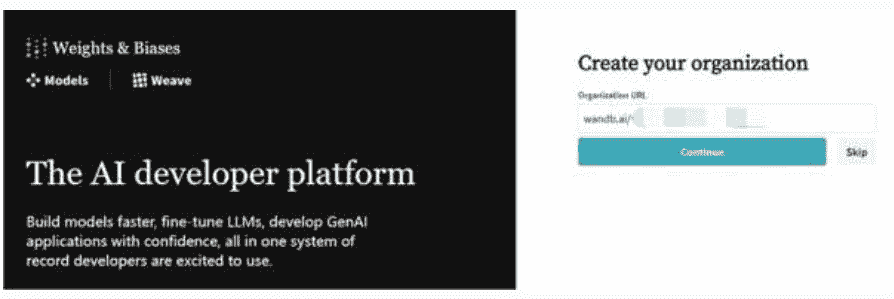 Weights & Biases
Models
Weave
The AI developer platform
Build models faster, fine-tune LLMs, develop GenAI
applications with confidence, all in one system of
record developers are excited to use.
Create your organization
Organization URL
wandb.ai/
Continue
Skip